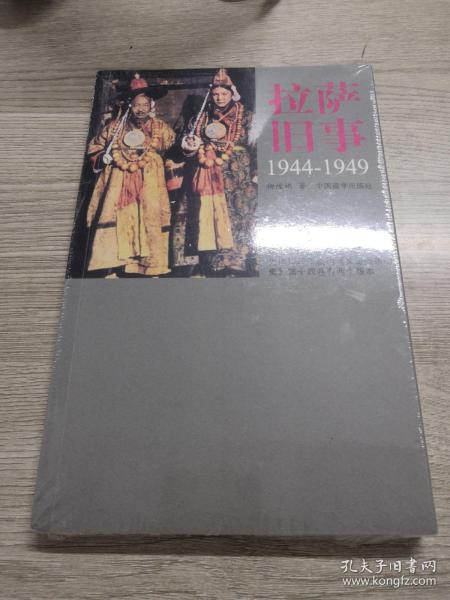 拉萨
旧事
1944-1949
柳陞祺 著 中国藏学出版社
孔夫子旧书网
www.kongfz.com